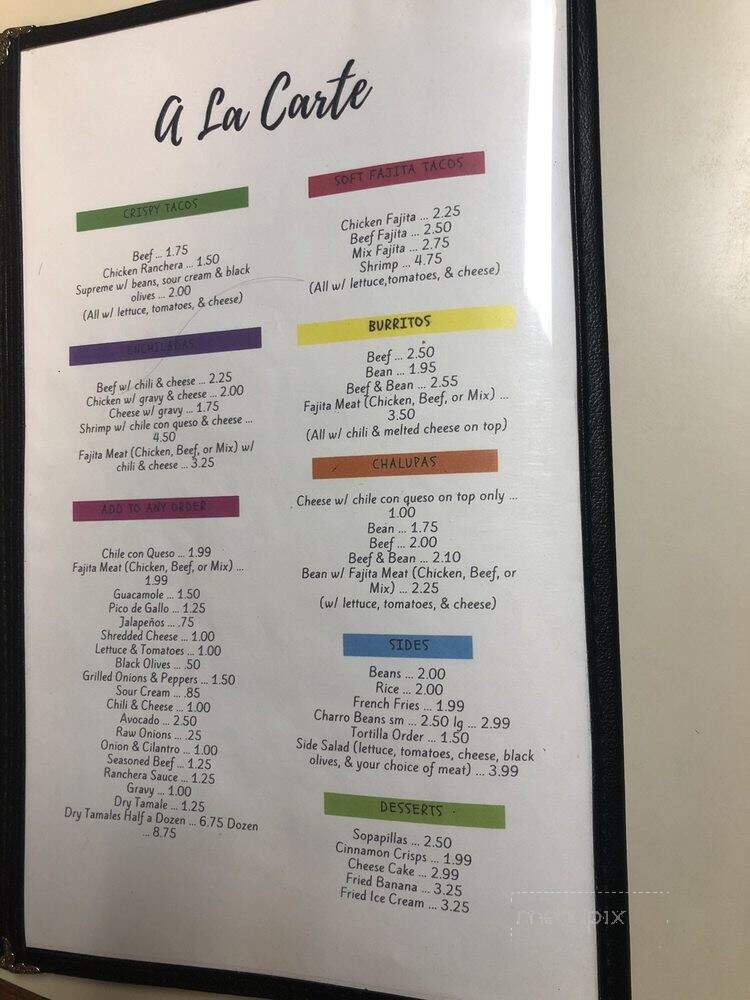 A La Carte
CRISPY TACOS
Beef ... 1.75
Chicken Ranchera ... 1.50
Supreme w/ beans, sour cream & black
olives ... 2.00
(All w/ lettuce, tomatoes, & cheese)
ENCHILADAS
Beef w/ chili & cheese ... 2.25
Chicken w/ gravy & cheese ... 2.00
Cheese w/ gravy ... 1.75
Shrimp w/ chile con queso & cheese ...
4.50
Fajita Meat (Chicken, Beef, or Mix) w/
chili & cheese ... 3.25
ADD TO ANY ORDER
Chile con Queso ... 1.99
Fajita Meat (Chicken, Beef, or Mix) ...
1.99
Guacamole ... 1.50
Pico de Gallo ... 1.25
Jalapeños ... .75
Shredded Cheese ... 1.00
Lettuce & Tomatoes ... 1.00
Black Olives ... .50
Grilled Onions & Peppers ... 1.50
Sour Cream ... .85
Chili & Cheese ... 1.00
Avocado ... 2.50
Raw Onions ... .25
Onion & Cilantro ... 1.00
Seasoned Beef ... 1.25
Ranchera Sauce ... 1.25
Gravy ... 1.00
Dry Tamale ... 1.25
Dry Tamales Half a Dozen ... 6.75 Dozen
... 8.75
SOFT FAJITA TACOS
Chicken Fajita ... 2.25
Beef Fajita ... 2.50
Mix Fajita ... 2.75
Shrimp ... 4.75
(All w/ lettuce,tomatoes, & cheese)
BURRITOS
Beef ... 2.50
Bean ... 1.95
Beef & Bean ... 2.55
Fajita Meat (Chicken, Beef, or Mix) ...
3.50
(All w/ chili & melted cheese on top)
CHALUPAS
Cheese w/ chile con queso on top only ...
1.00
Bean ... 1.75
Beef ... 2.00
Beef & Bean ... 2.10
Bean w/ Fajita Meat (Chicken, Beef, or
Mix) ... 2.25
(w/ lettuce, tomatoes, & cheese)
SIDES
Beans ... 2.00
Rice ... 2.00
French Fries ... 1.99
Charro Beans sm ... 2.50 lg ... 2.99
Tortilla Order ... 1.50
Side Salad (lettuce, tomatoes, cheese, black
olives, & your choice of meat) ... 3.99
DESSERTS
Sopapillas ... 2.50
Cinnamon Crisps ... 1.99
Cheese Cake ... 2.99
Fried Banana ... 3.25
Fried Ice Cream ... 3.25